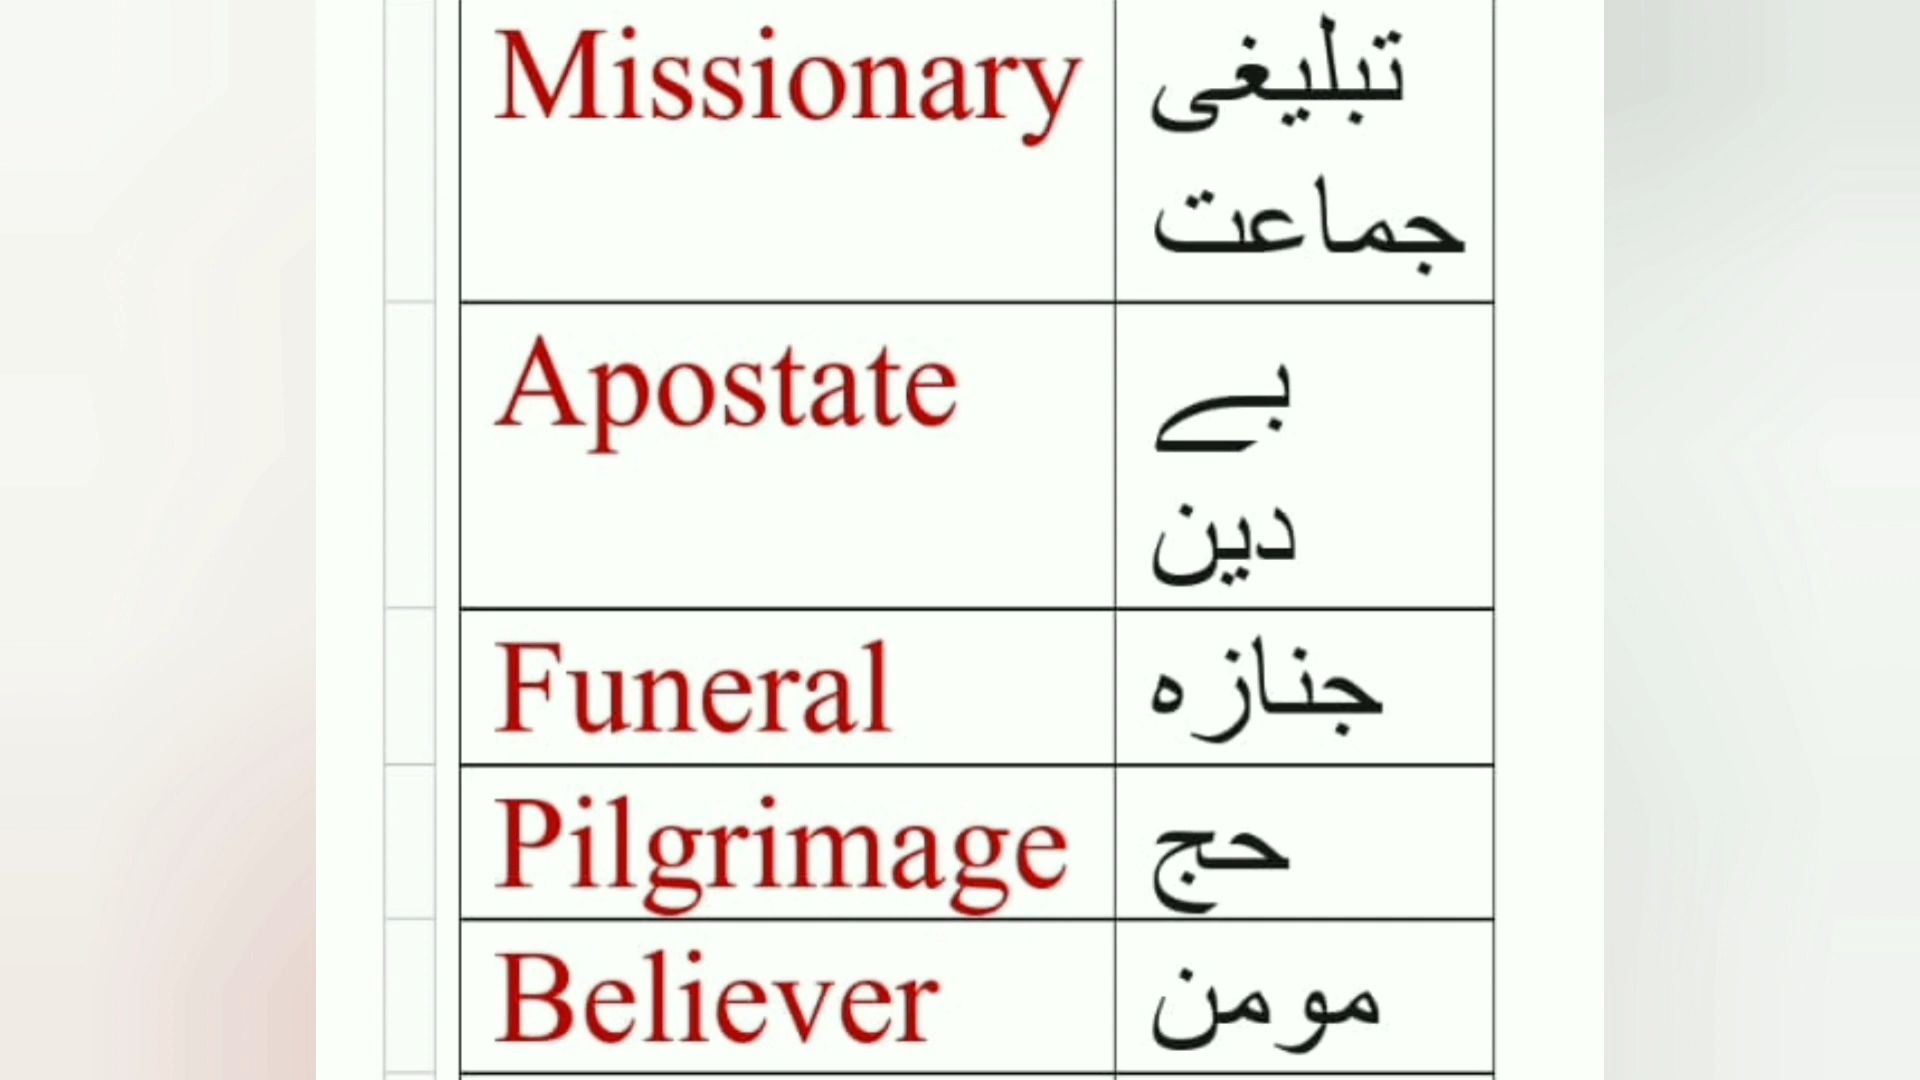 Missionary تبلیغی
جماعت
Apostate بے
دین
Funeral جنازہ
Pilgrimage حج
Believer مومن